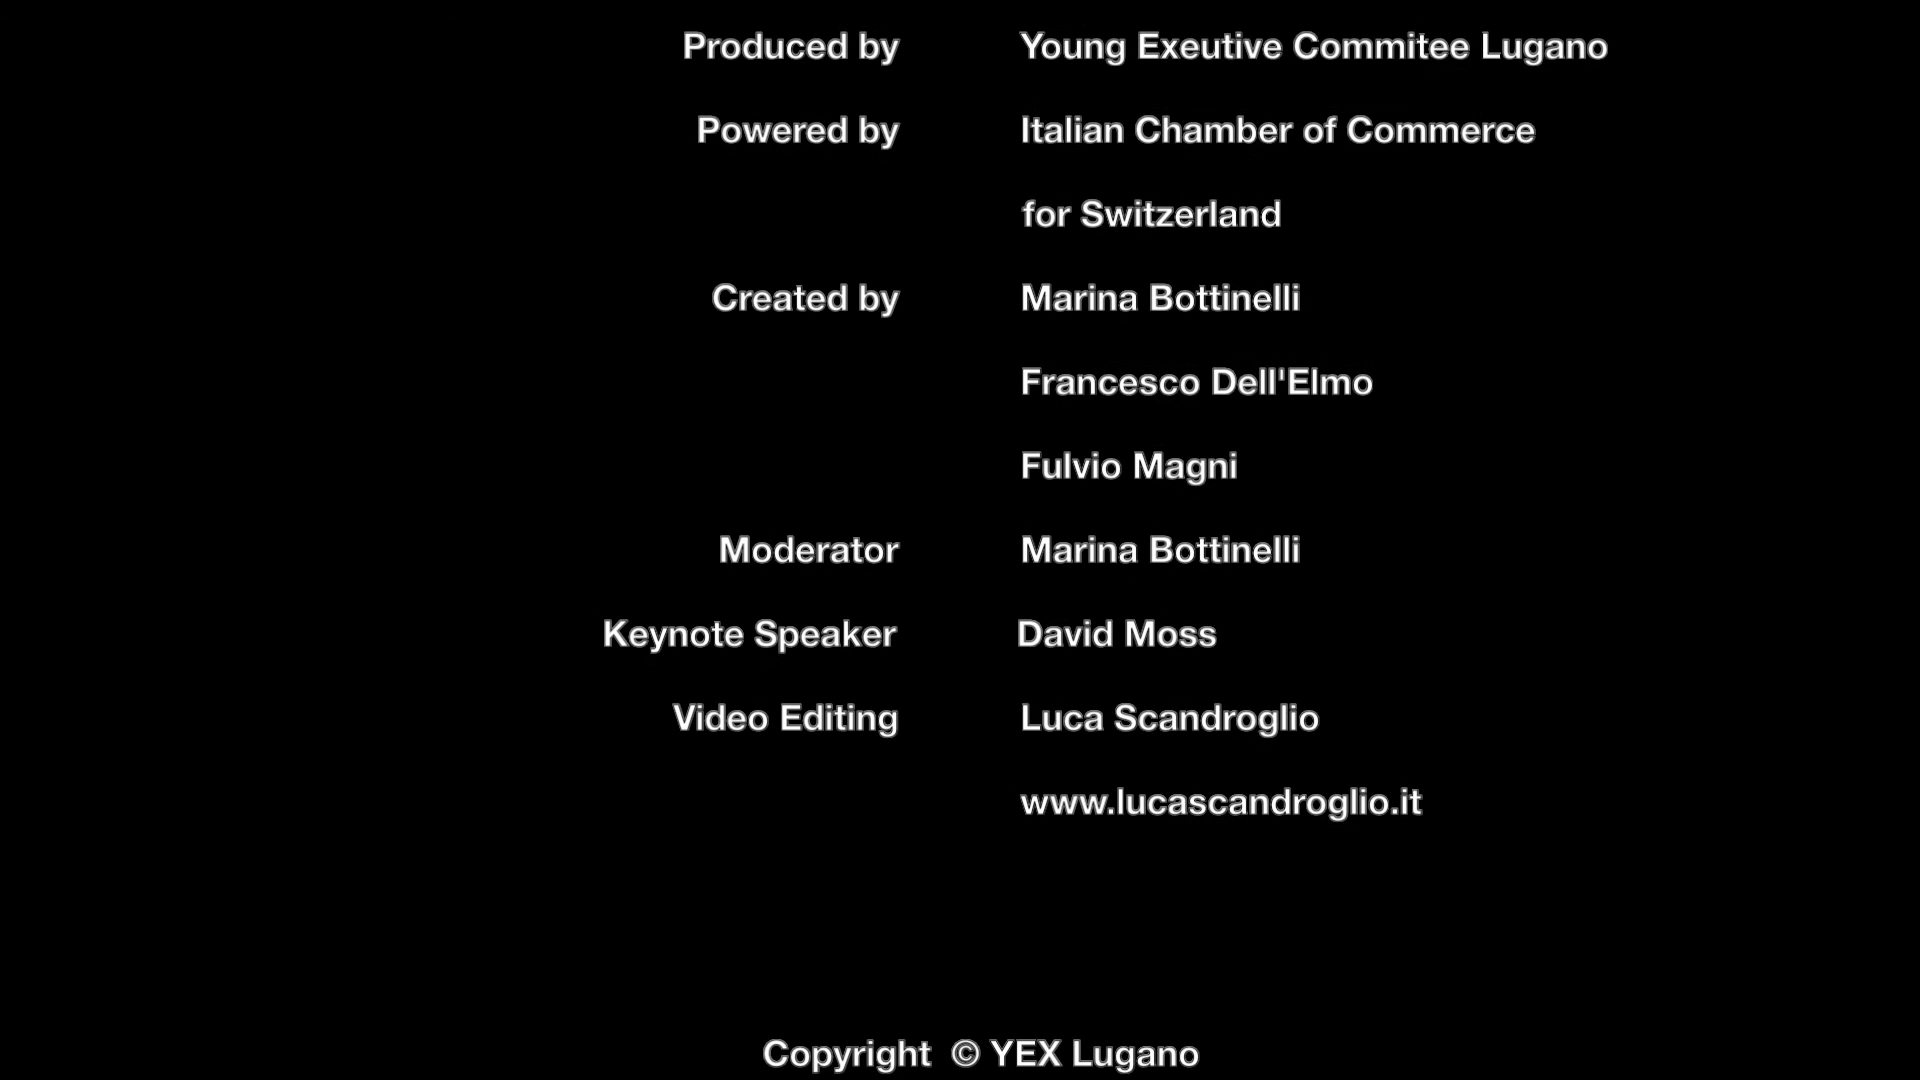 Produced by Young Exeutive Commitee Lugano
Powered by Italian Chamber of Commerce
for Switzerland
Created by Marina Bottinelli
Francesco Dell'Elmo
Fulvio Magni
Moderator Marina Bottinelli
Keynote Speaker David Moss
Video Editing Luca Scandroglio
www.lucascandroglio.it
Copyright © YEX Lugano